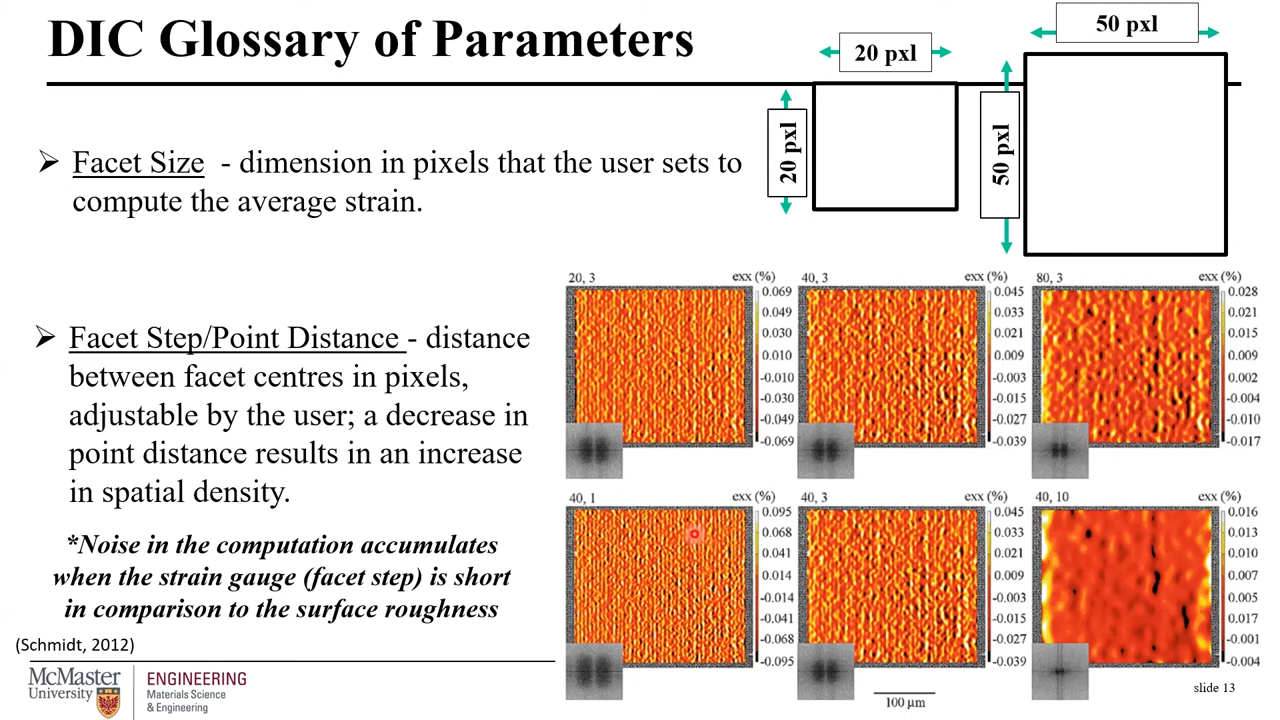 DIC Glossary of Parameters
20 pxl
50 pxl
20 pxl
50 pxl
➢ Facet Size - dimension in pixels that the user sets to
compute the average strain.
➢ Facet Step/Point Distance - distance
between facet centres in pixels,
adjustable by the user; a decrease in
point distance results in an increase
in spatial density.
*Noise in the computation accumulates
when the strain gauge (facet step) is short
in comparison to the surface roughness
(Schmidt, 2012)
20, 3
exx (%)
0.069
0.049
0.030
0.010
-0.010
-0.030
-0.049
-0.069
40, 3
exx (%)
0.045
0.033
0.021
0.009
-0.003
-0.015
-0.027
-0.039
80, 3
exx (%)
0.028
0.021
0.015
0.009
0.002
-0.004
-0.010
-0.017
40, 1
exx (%)
0.095
0.068
0.041
0.014
-0.014
-0.041
-0.068
-0.095
40, 3
exx (%)
0.045
0.033
0.021
0.009
-0.003
-0.015
-0.027
-0.039
40, 10
exx (%)
0.016
0.013
0.010
0.007
0.005
0.017
-0.001
-0.004
100 µm
McMaster
University
ENGINEERING
Materials Science
& Engineering
slide 13